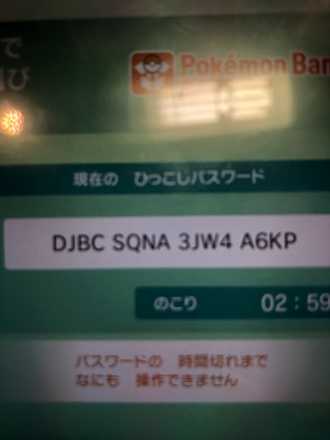 で
び
Pokémon Ban
現在の ひっこしパスワード
DJBC SQNA 3JW4 A6KP
のこり 02:59
パスワードの 時間切れまで
なにも 操作できません